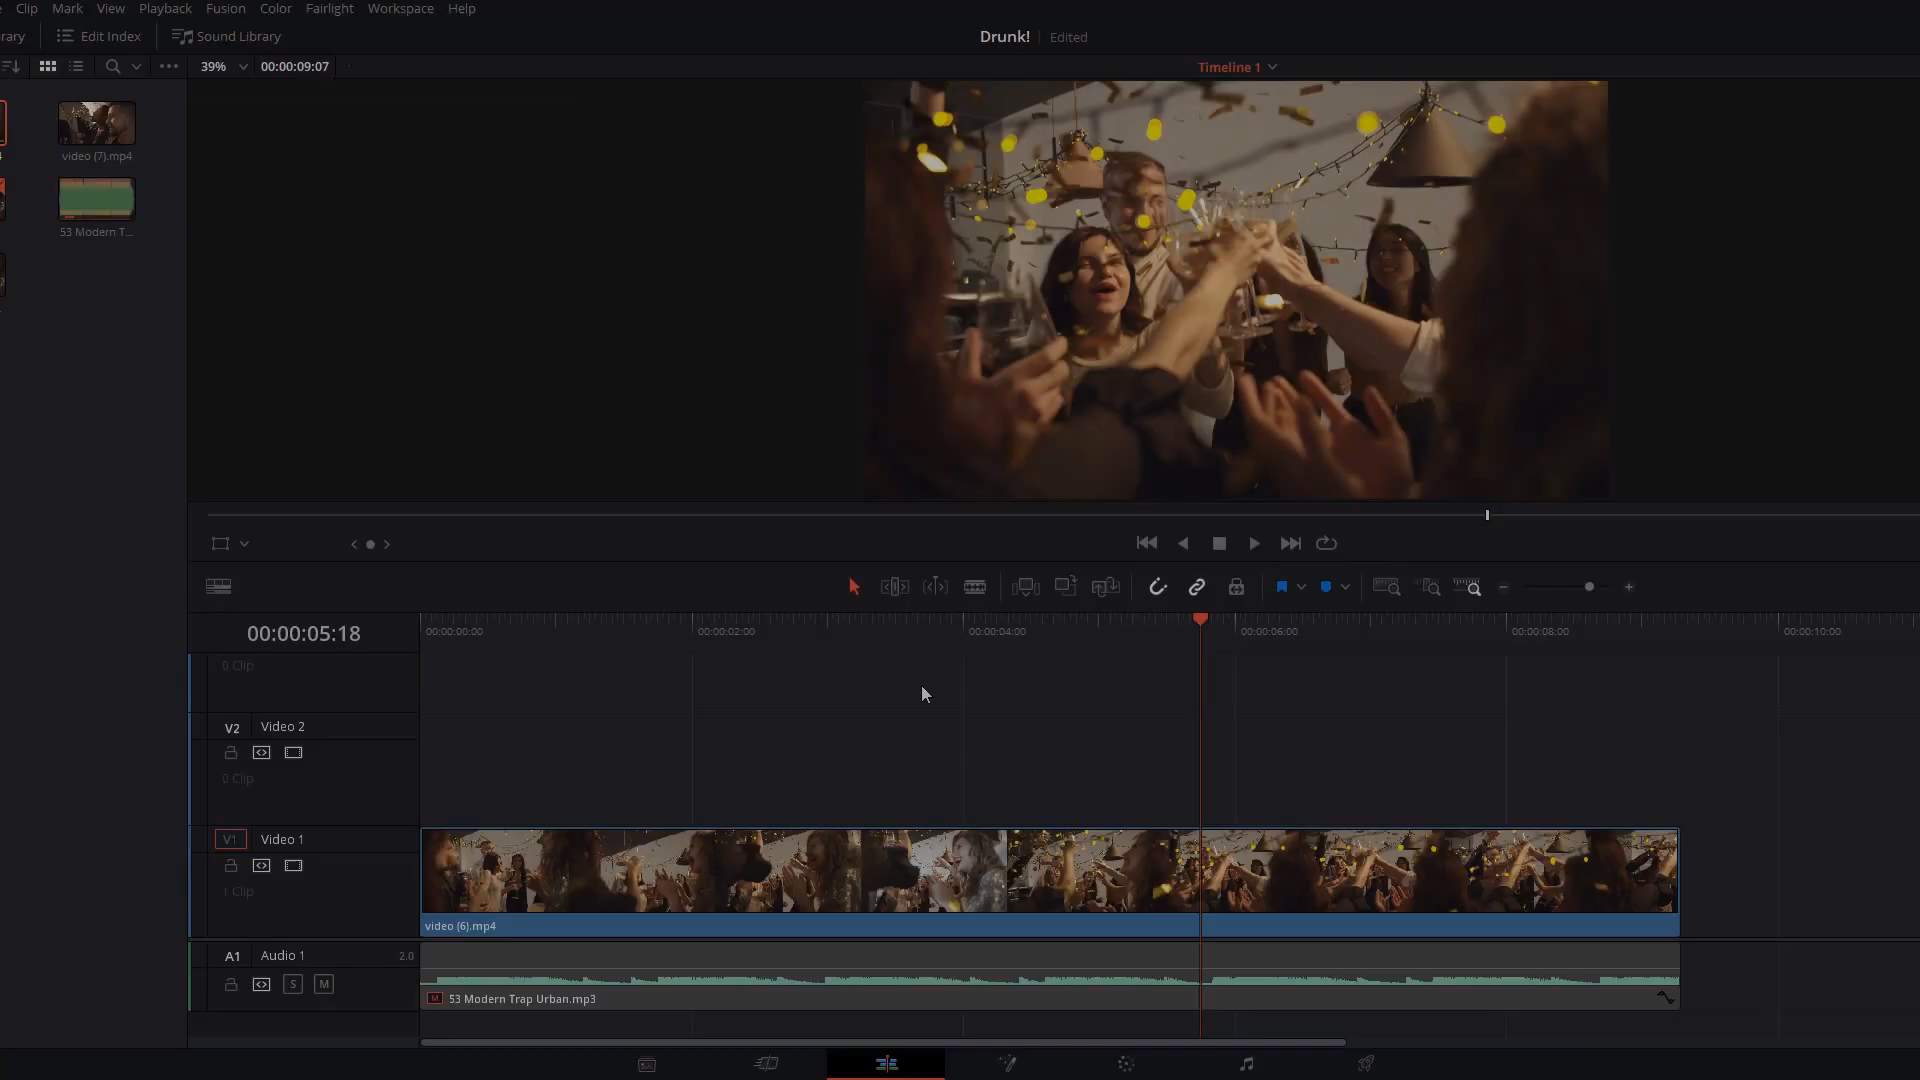 Clip Mark View Playback Fusion Color Fairlight Workspace Help
rary Edit Index Sound Library Drunk! Edited
39% 00:00:09:07 Timeline 1
video (7).mp4
53 Modern T...
00:00:05:18 00:00:00:00 00:00:02:00 00:00:04:00 00:00:06:00 00:00:08:00 00:00:10:00
0 Clip
V2 Video 2
0 Clip
V1 Video 1
1 Clip
video (6).mp4
A1 Audio 1 2.0
S M
53 Modern Trap Urban.mp3